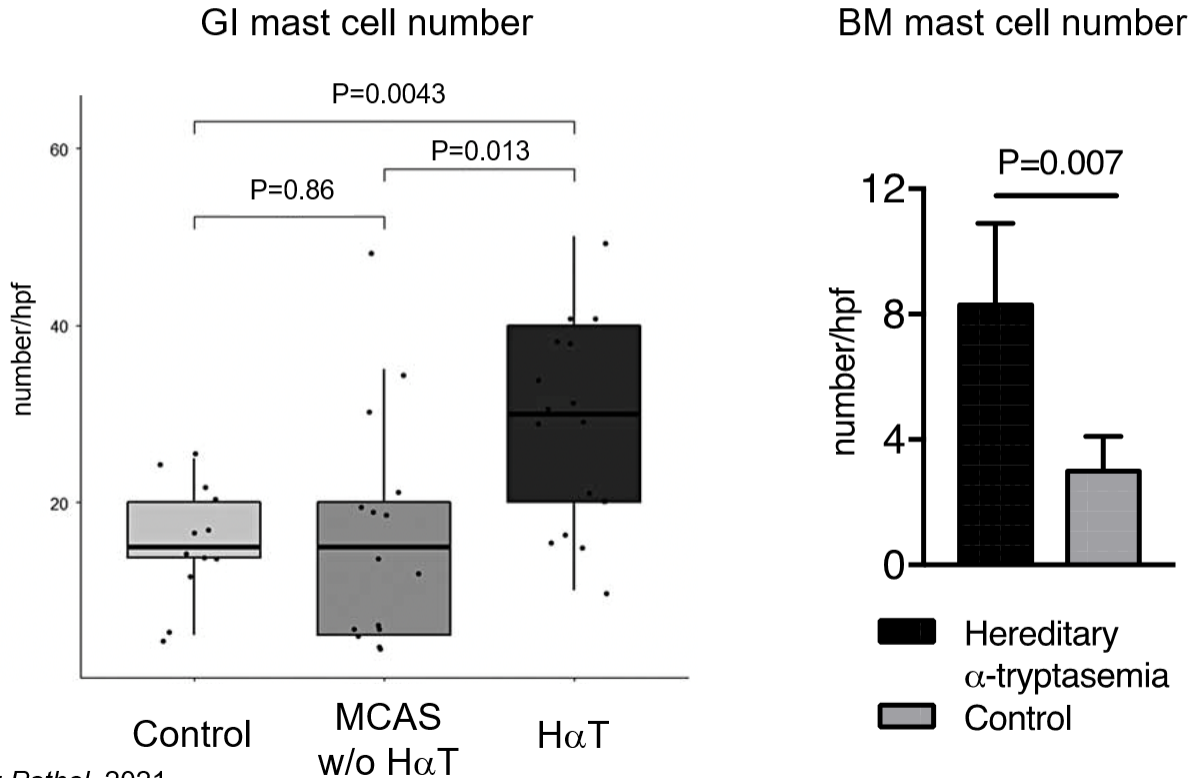 GI mast cell number
BM mast cell number
P=0.0043
P=0.013
P=0.86
60
40
20
number/hpf
Control
MCAS
w/o HαT
HαT
P=0.007
12
8
4
0
number/hpf
Hereditary
α-tryptasemia
Control
2021